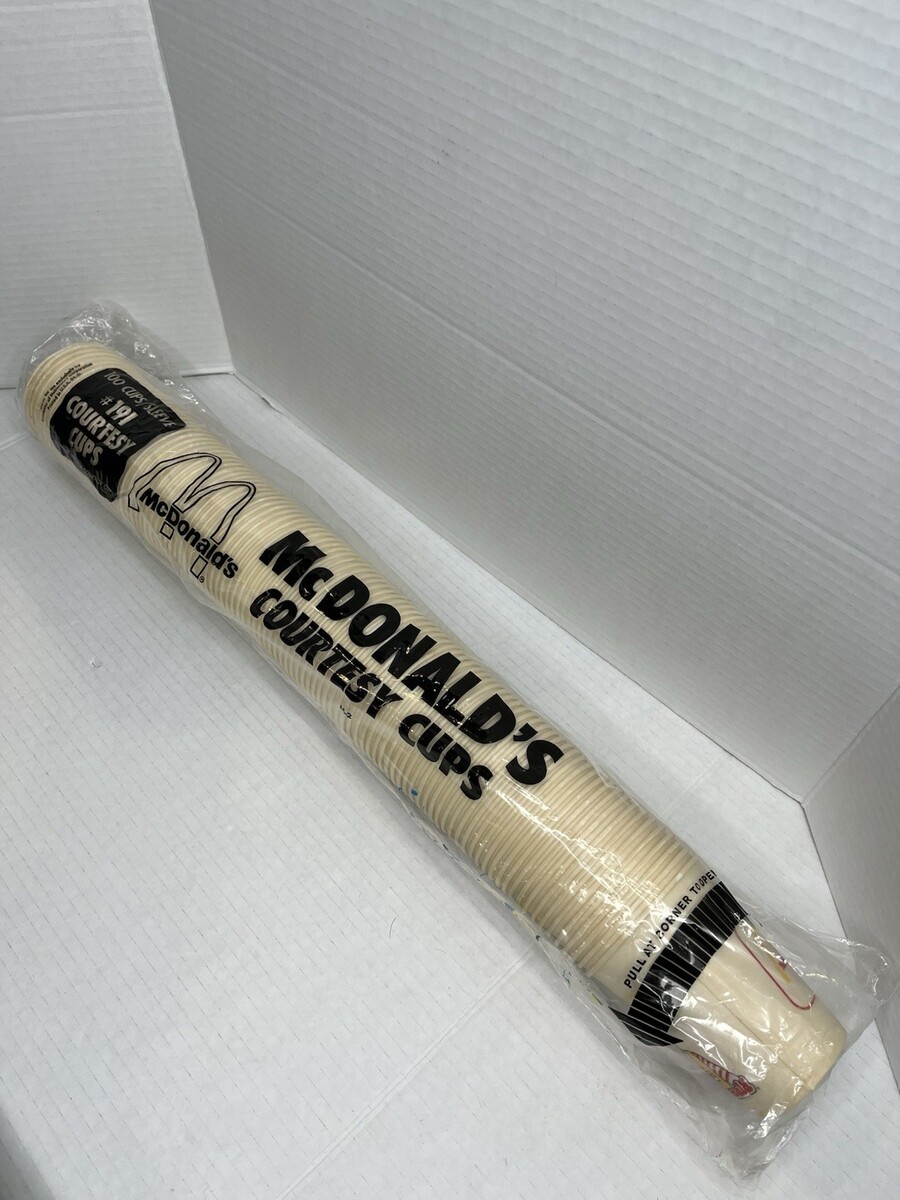 100 CUPS/SLEEVE
#191
COURTESY
CUPS
McDonald's
®
McDONALD'S
COURTESY CUPS
PULL AT CORNER TO OPEN